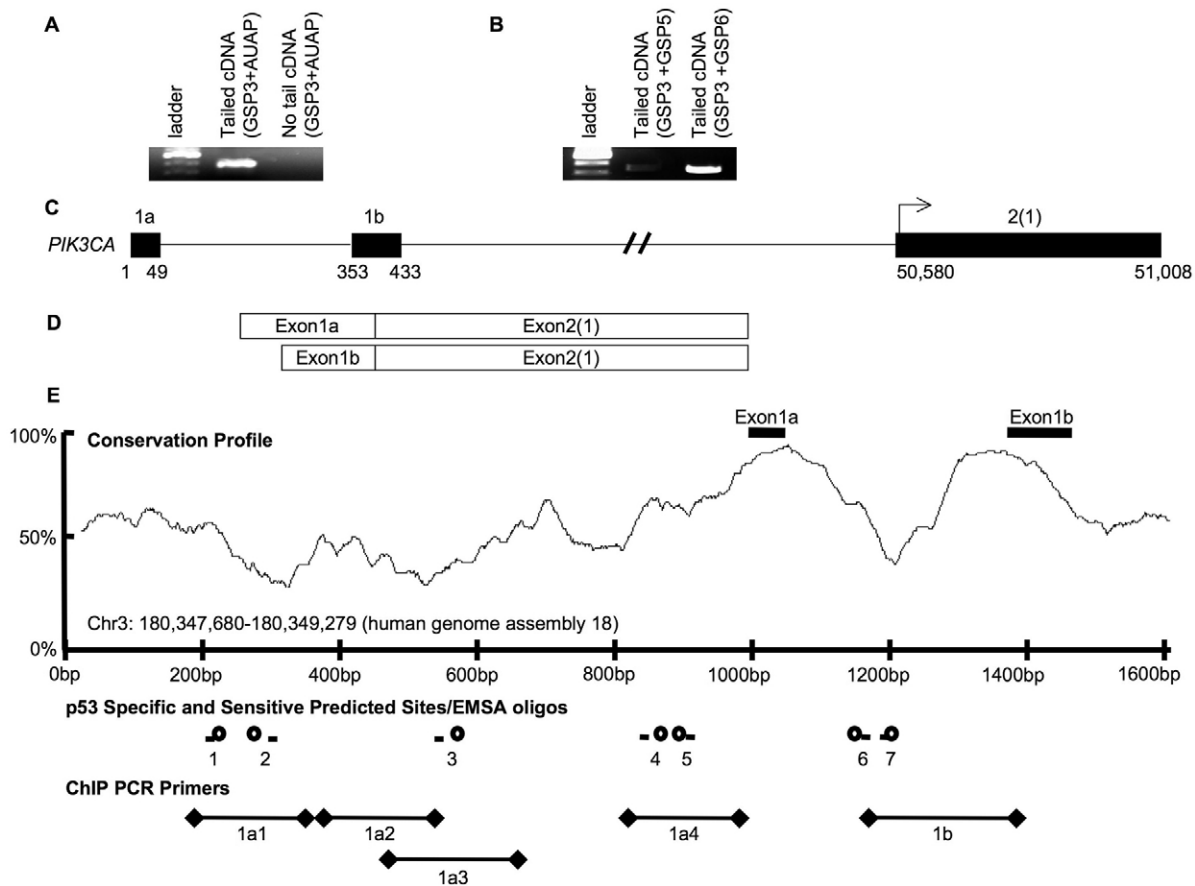 A
ladder
Tailed cDNA
(GSP3+AUAP)
No tail cDNA
(GSP3+AUAP)
B
ladder
Tailed cDNA
(GSP3 +GSP5)
Tailed cDNA
(GSP3 +GSP6)
C
1a
1b
2(1)
PIK3CA
1 49
353 433
50,580
51,008
D
Exon1a Exon2(1)
Exon1b Exon2(1)
E
Exon1a
Exon1b
100%
Conservation Profile
50%
Chr3: 180,347,680-180,349,279 (human genome assembly 18)
0%
0bp 200bp 400bp 600bp 800bp 1000bp 1200bp 1400bp 1600bp
p53 Specific and Sensitive Predicted Sites/EMSA oligos
1 2 3 4 5 6 7
ChIP PCR Primers
1a1 1a2 1a4 1b
1a3